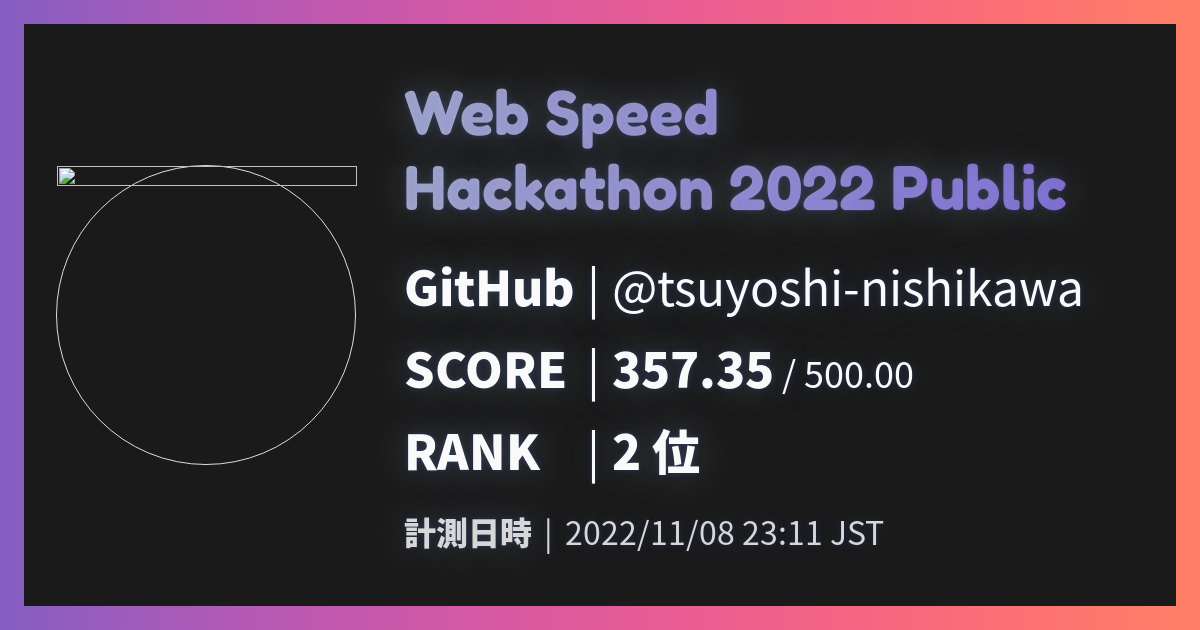 Web Speed
Hackathon 2022 Public
GitHub | @tsuyoshi-nishikawa
SCORE | 357.35 / 500.00
RANK | 2 位
計測日時 | 2022/11/08 23:11 JST